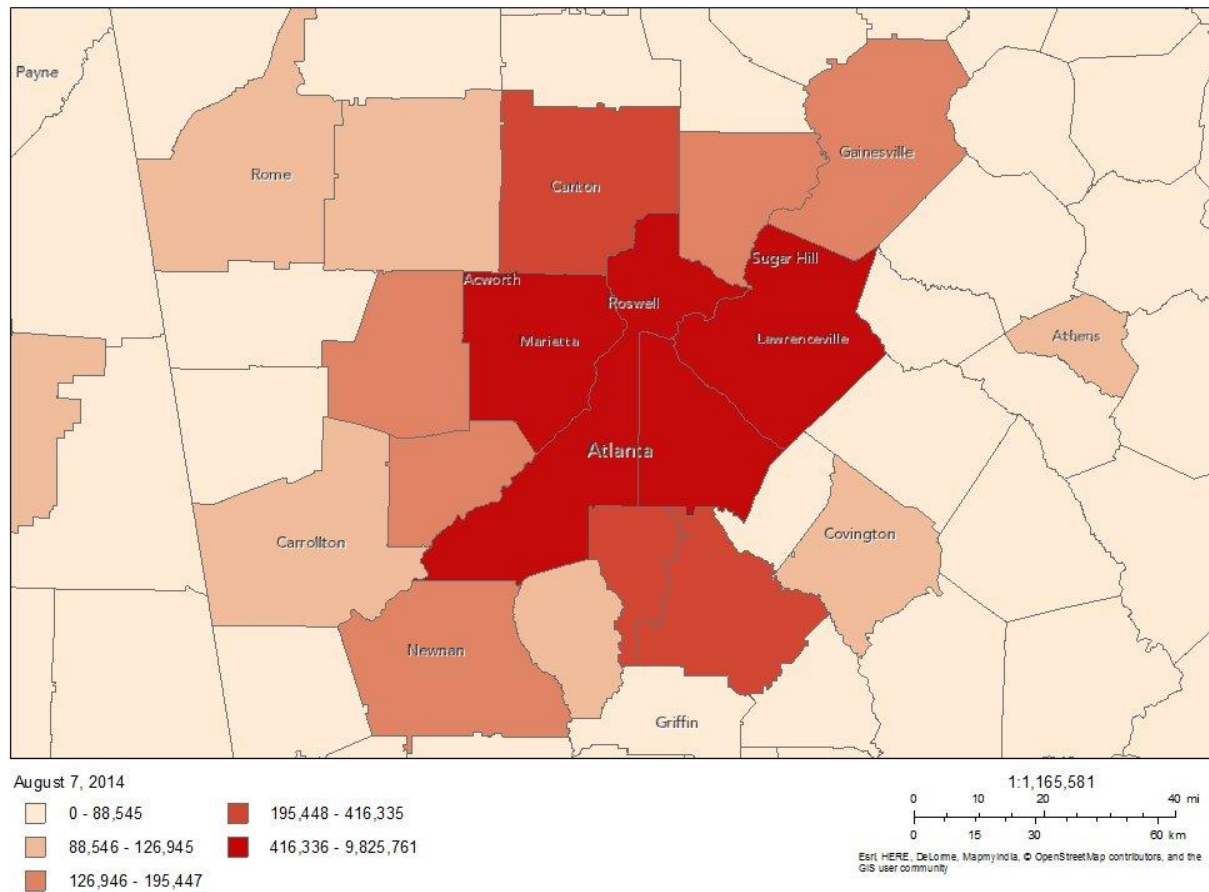 Payne
Rome
Canton
Gainesville
Acworth
Roswell
Sugar Hill
Marietta
Lawrenceville
Athens
Atlanta
Carrollton
Covington
Newnan
Griffin
August 7, 2014
0 - 88,545
88,546 - 126,945
126,946 - 195,447
195,448 - 416,335
416,336 - 9,825,761
1:1,165,581
0 10 20 40 mi
0 15 30 60 km
Esri, HERE, DeLorme, MapmyIndia, © OpenStreetMap contributors, and the
GIS user community